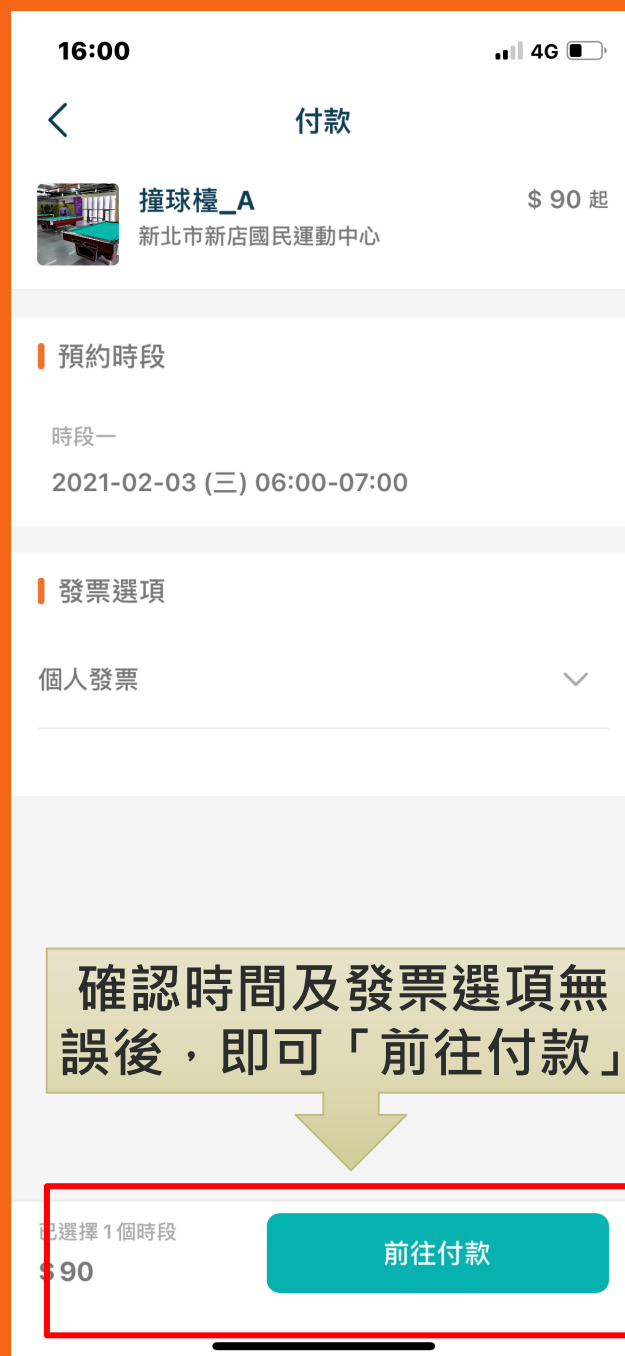 16:00
4G
付款
撞球檯_A
$ 90 起
新北市新店國民運動中心
預約時段
時段一
2021-02-03 (三) 06:00-07:00
發票選項
個人發票
確認時間及發票選項無
誤後，即可「前往付款」
已選擇 1 個時段
$ 90
前往付款